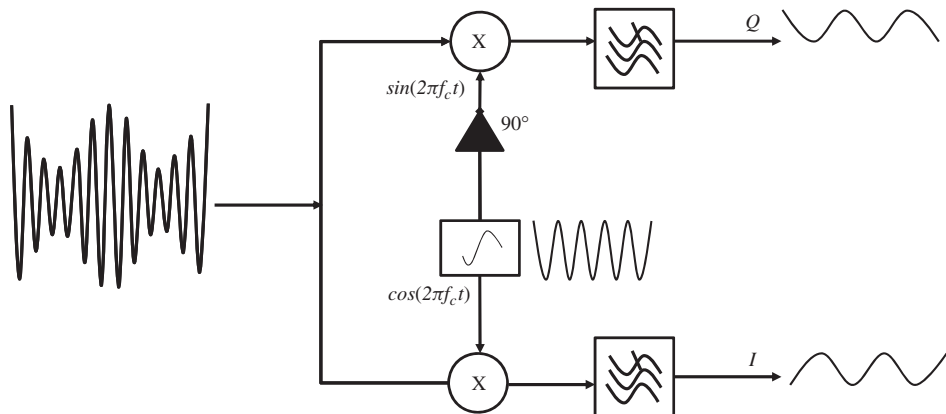 X
Q
sin(2πf_ct)
90°
cos(2πf_ct)
X
I